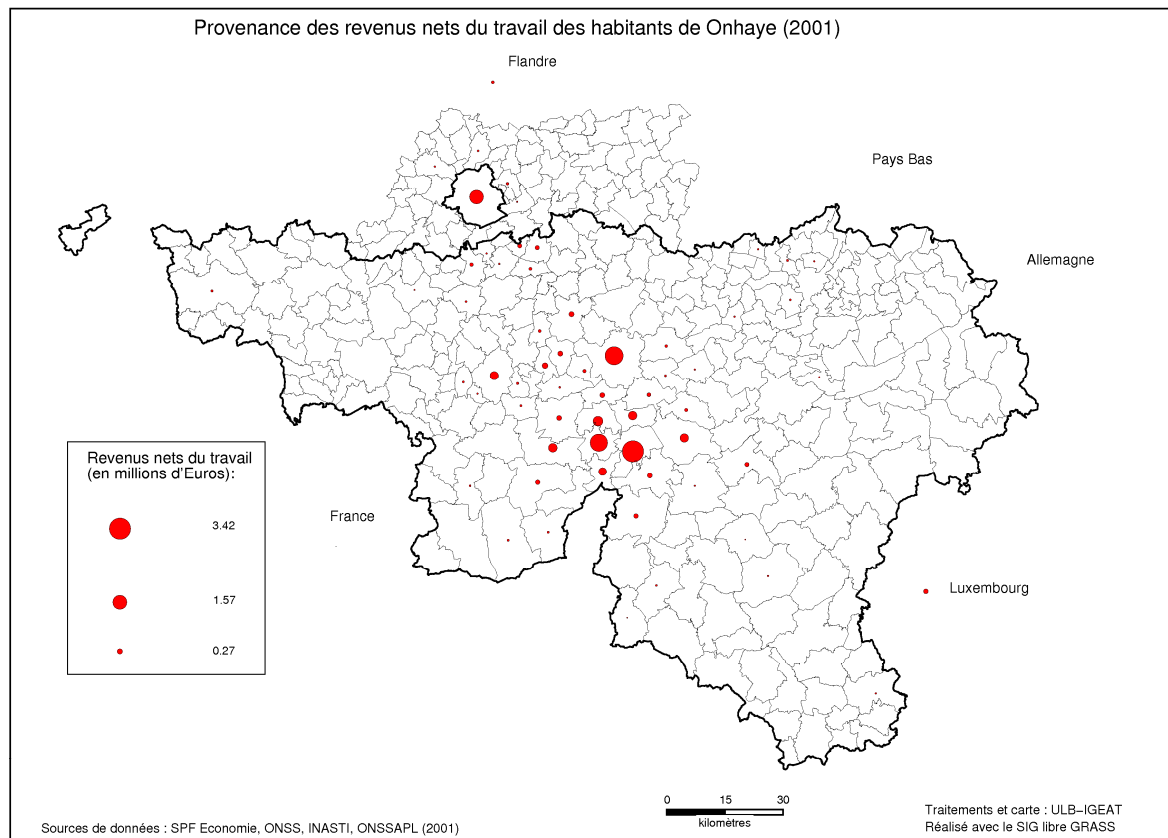 Provenance des revenus nets du travail des habitants de Onhaye (2001)
Flandre
Pays Bas
Allemagne
Revenus nets du travail
(en millions d'Euros):
3.42
1.57
0.27
France
Luxembourg
0 15 30
kilomètres
Sources de données : SPF Economie, ONSS, INASTI, ONSSAPL (2001)
Traitements et carte : ULB−IGEAT
Réalisé avec le SIG libre GRASS